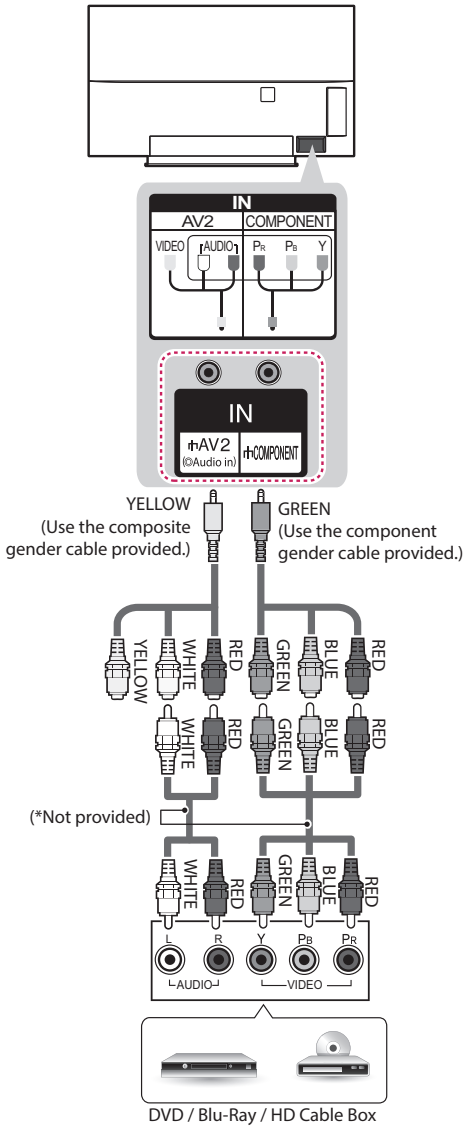 IN
AV2 COMPONENT
VIDEO AUDIO PR PB Y
IN
AV2 COMPONENT
(Audio in)
YELLOW
(Use the composite
gender cable provided.)
GREEN
(Use the component
gender cable provided.)
YELLOW WHITE RED GREEN BLUE RED
WHITE RED GREEN BLUE RED
(*Not provided)
WHITE RED GREEN BLUE RED
L R Y PB PR
AUDIO VIDEO
DVD / Blu-Ray / HD Cable Box